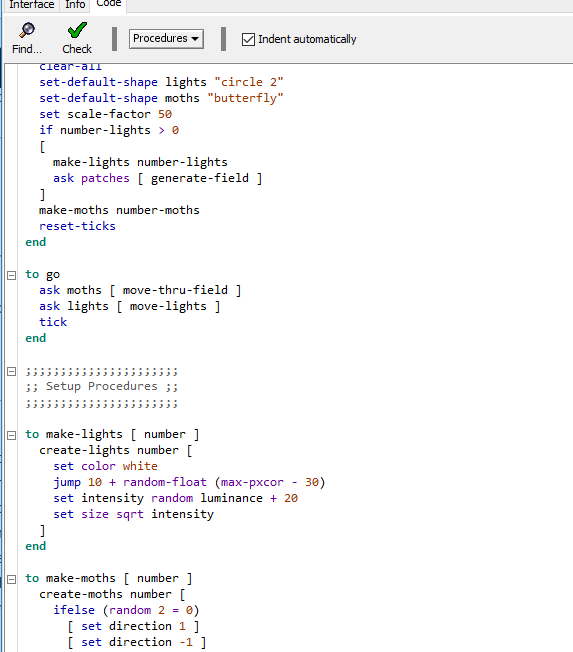 Interface Info Code
Find... Check Procedures Indent automatically
clear-all
set-default-shape lights "circle 2"
set-default-shape moths "butterfly"
set scale-factor 50
if number-lights > 0
[
make-lights number-lights
ask patches [ generate-field ]
]
make-moths number-moths
reset-ticks
end
to go
ask moths [ move-thru-field ]
ask lights [ move-lights ]
tick
end
;;;;;;;;;;;;;;;;;;;;;;
;; Setup Procedures ;;
;;;;;;;;;;;;;;;;;;;;;;
to make-lights [ number ]
create-lights number [
set color white
jump 10 + random-float (max-pxcor - 30)
set intensity random luminance + 20
set size sqrt intensity
]
end
to make-moths [ number ]
create-moths number [
ifelse (random 2 = 0)
[ set direction 1 ]
[ set direction -1 ]